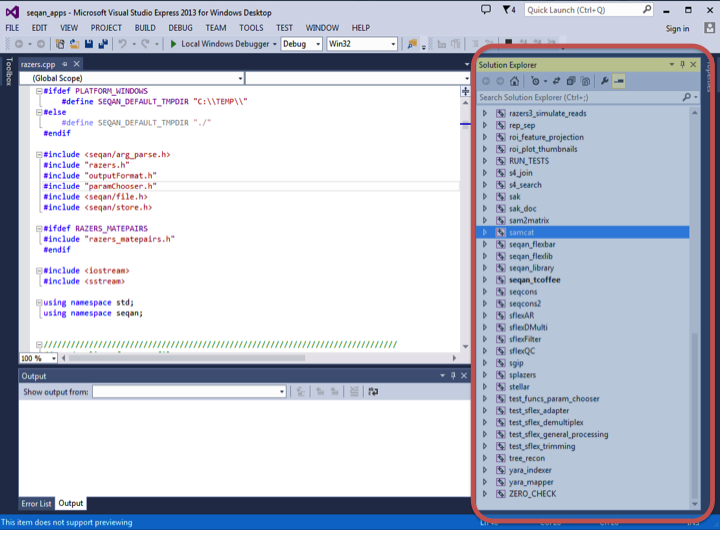 seqan_apps - Microsoft Visual Studio Express 2013 for Windows Desktop
4
Quick Launch (Ctrl+Q)
FILE EDIT VIEW PROJECT BUILD DEBUG TEAM TOOLS TEST WINDOW HELP
Sign in
Local Windows Debugger
Debug
Win32
Toolbox
razers.cpp
(Global Scope)
#ifdef PLATFORM_WINDOWS
#define SEQAN_DEFAULT_TMPDIR "C:\\TEMP\\"
#else
#define SEQAN_DEFAULT_TMPDIR "./"
#endif
#include <seqan/arg_parse.h>
#include "razers.h"
#include "outputFormat.h"
#include "paramChooser.h"
#include <seqan/file.h>
#include <seqan/store.h>
#ifdef RAZERS_MATEPAIRS
#include "razers_matepairs.h"
#endif
#include <iostream>
#include <sstream>
using namespace std;
using namespace seqan;
100 %
Output
Show output from:
Error List
Output
Solution Explorer
Search Solution Explorer (Ctrl+;)
razers3_simulate_reads
rep_sep
roi_feature_projection
roi_plot_thumbnails
RUN_TESTS
s4_join
s4_search
sak
sak_doc
sam2matrix
samcat
seqan_flexbar
seqan_flexlib
seqan_library
seqan_tcoffee
seqcons
seqcons2
sflexAR
sflexDMulti
sflexFilter
sflexQC
sgip
splazers
stellar
test_funcs_param_chooser
test_sflex_adapter
test_sflex_demultiplex
test_sflex_general_processing
test_sflex_trimming
tree_recon
yara_indexer
yara_mapper
ZERO_CHECK
This item does not support previewing